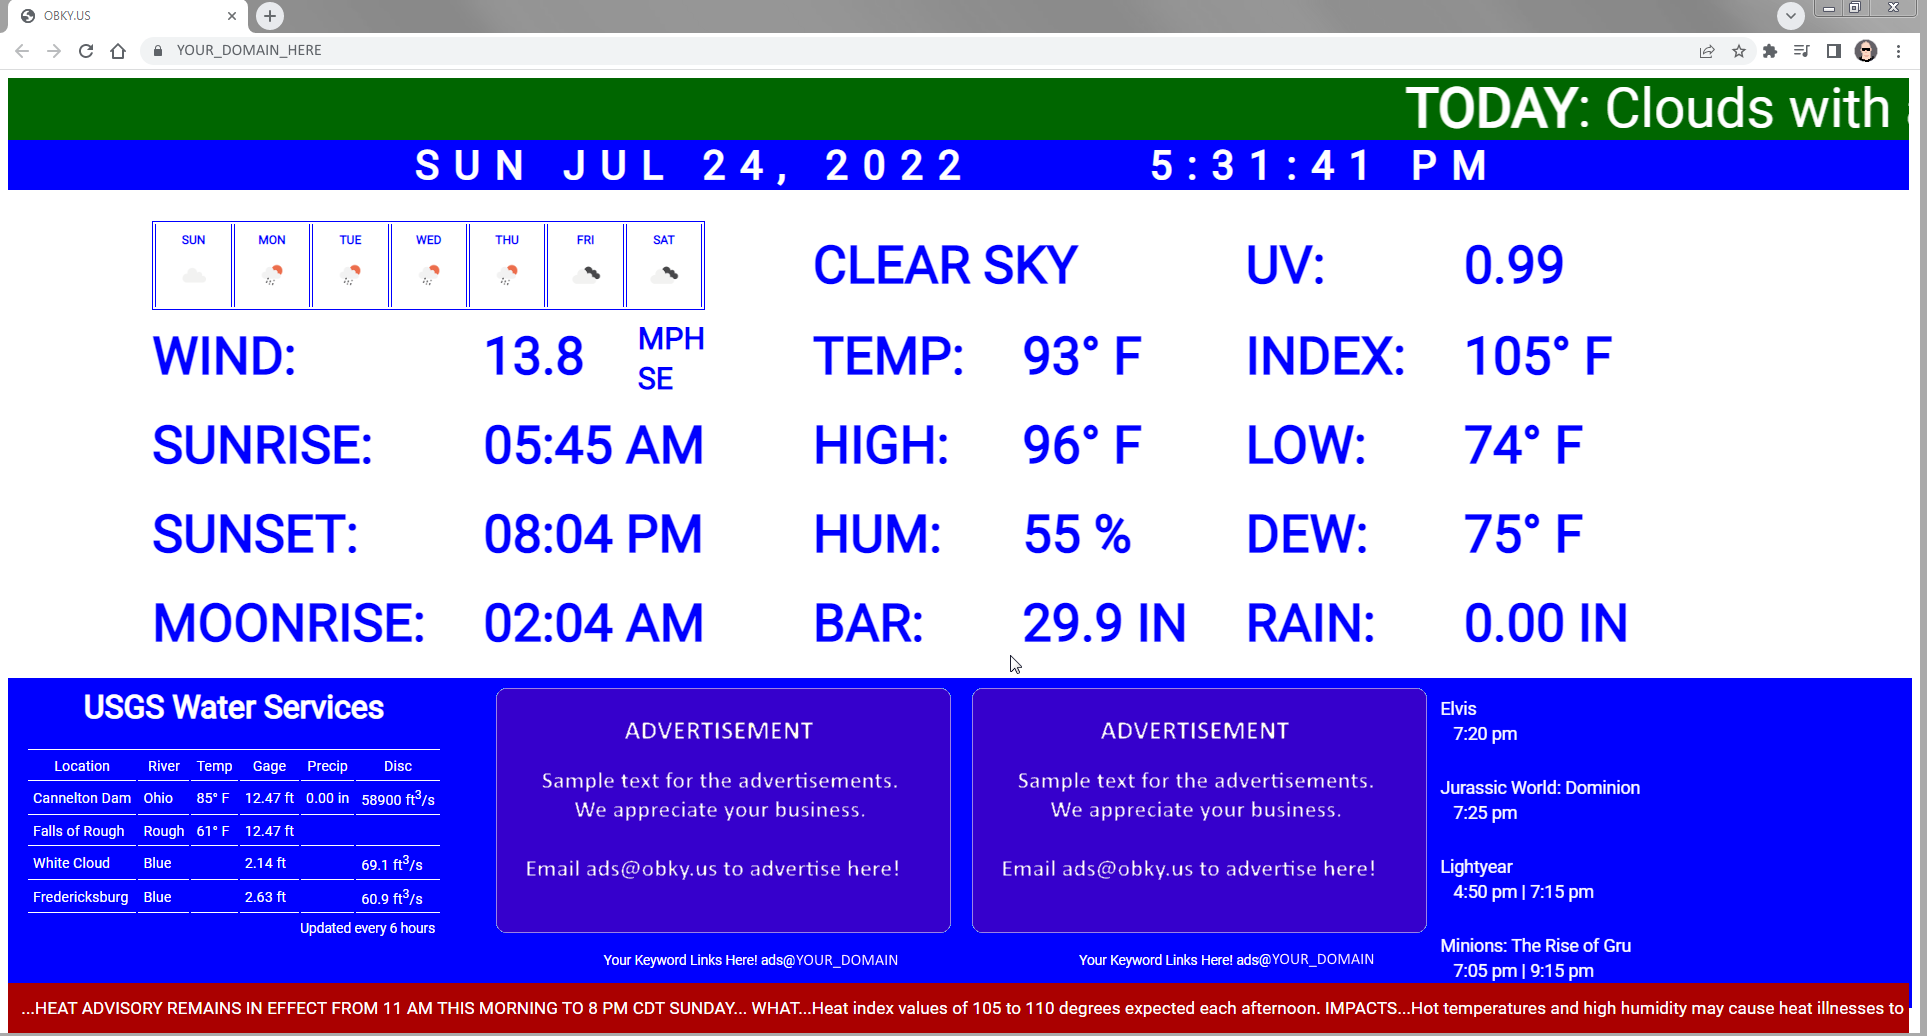 OBKY.US
YOUR_DOMAIN_HERE
TODAY: Clouds with
SUN JUL 24, 2022 5:31:41 PM
SUN MON TUE WED THU FRI SAT
CLEAR SKY UV: 0.99
WIND: 13.8 MPH SE TEMP: 93° F INDEX: 105° F
SUNRISE: 05:45 AM HIGH: 96° F LOW: 74° F
SUNSET: 08:04 PM HUM: 55 % DEW: 75° F
MOONRISE: 02:04 AM BAR: 29.9 IN RAIN: 0.00 IN
USGS Water Services
Location River Temp Gage Precip Disc
Cannelton Dam Ohio 85° F 12.47 ft 0.00 in 58900 ft³/s
Falls of Rough Rough 61° F 12.47 ft
White Cloud Blue 2.14 ft 69.1 ft³/s
Fredericksburg Blue 2.63 ft 60.9 ft³/s
Updated every 6 hours
ADVERTISEMENT
Sample text for the advertisements.
We appreciate your business.
Email ads@obky.us to advertise here!
Your Keyword Links Here! ads@YOUR_DOMAIN
ADVERTISEMENT
Sample text for the advertisements.
We appreciate your business.
Email ads@obky.us to advertise here!
Your Keyword Links Here! ads@YOUR_DOMAIN
Elvis
7:20 pm
Jurassic World: Dominion
7:25 pm
Lightyear
4:50 pm | 7:15 pm
Minions: The Rise of Gru
7:05 pm | 9:15 pm
...HEAT ADVISORY REMAINS IN EFFECT FROM 11 AM THIS MORNING TO 8 PM CDT SUNDAY... WHAT...Heat index values of 105 to 110 degrees expected each afternoon. IMPACTS...Hot temperatures and high humidity may cause heat illnesses to